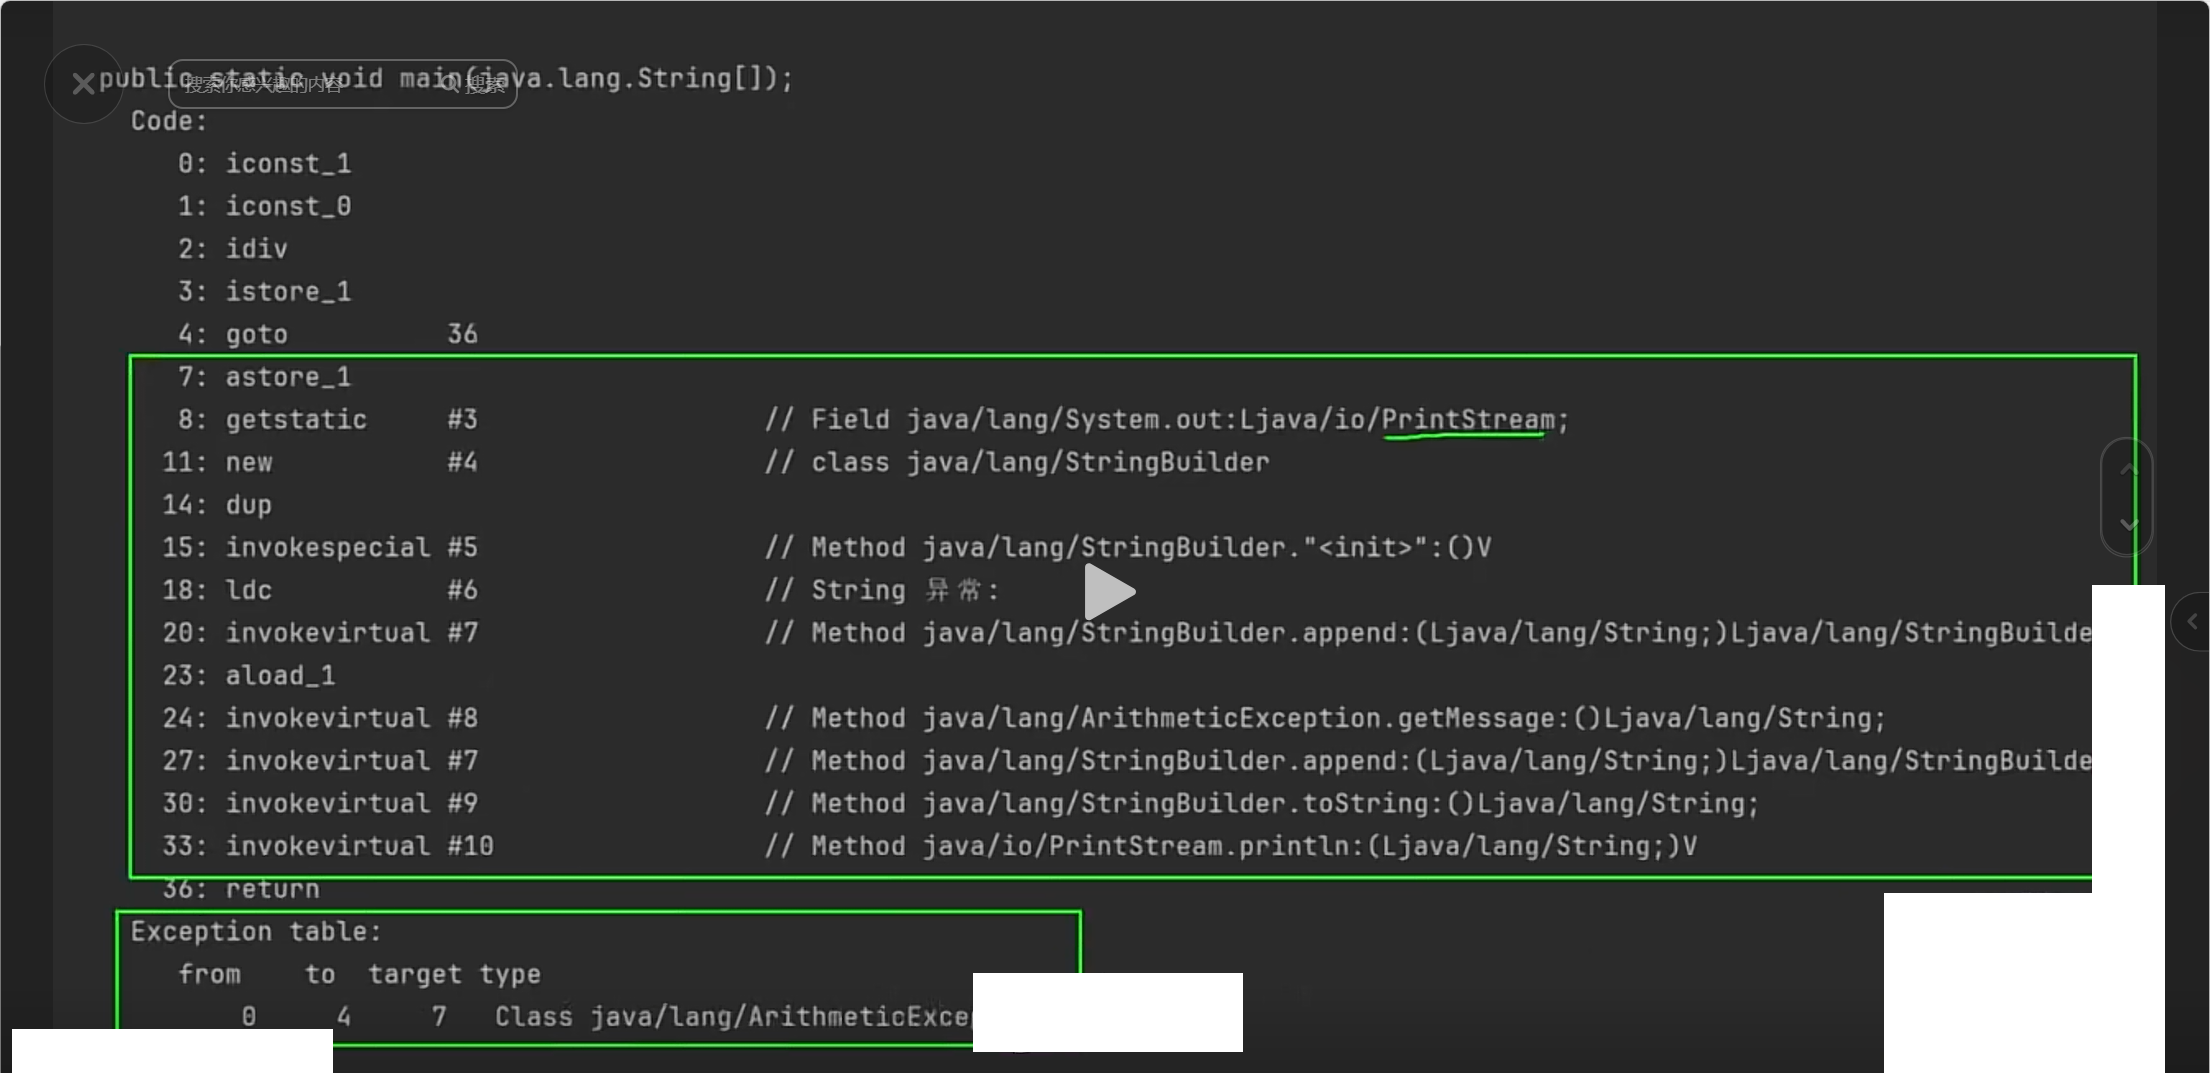 public static void main(java.lang.String[]);
搜索你感兴趣的内容 搜索
Code:
0: iconst_1
1: iconst_0
2: idiv
3: istore_1
4: goto 36
7: astore_1
8: getstatic #3 // Field java/lang/System.out:Ljava/io/PrintStream;
11: new #4 // class java/lang/StringBuilder
14: dup
15: invokespecial #5 // Method java/lang/StringBuilder."<init>":()V
18: ldc #6 // String 异常:
20: invokevirtual #7 // Method java/lang/StringBuilder.append:(Ljava/lang/String;)Ljava/lang/StringBuilde
23: aload_1
24: invokevirtual #8 // Method java/lang/ArithmeticException.getMessage:()Ljava/lang/String;
27: invokevirtual #7 // Method java/lang/StringBuilder.append:(Ljava/lang/String;)Ljava/lang/StringBuilde
30: invokevirtual #9 // Method java/lang/StringBuilder.toString:()Ljava/lang/String;
33: invokevirtual #10 // Method java/io/PrintStream.println:(Ljava/lang/String;)V
36: return
Exception table:
from to target type
0 4 7 Class java/lang/ArithmeticExce